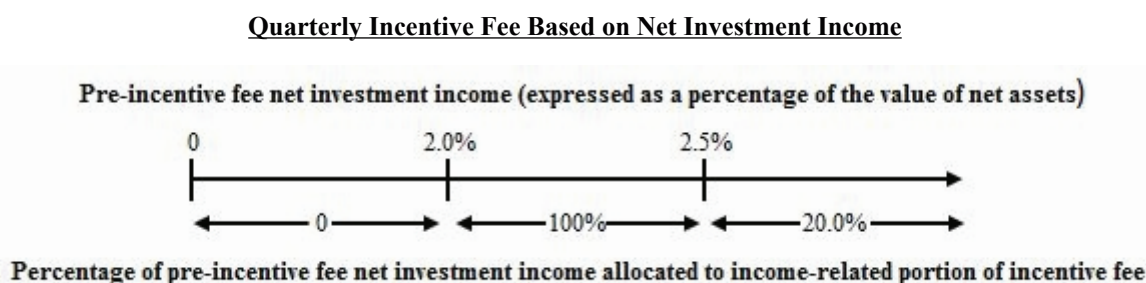 Quarterly Incentive Fee Based on Net Investment Income
Pre-incentive fee net investment income (expressed as a percentage of the value of net assets)
0 2.0% 2.5%
0 100% 20.0%
Percentage of pre-incentive fee net investment income allocated to income-related portion of incentive fee